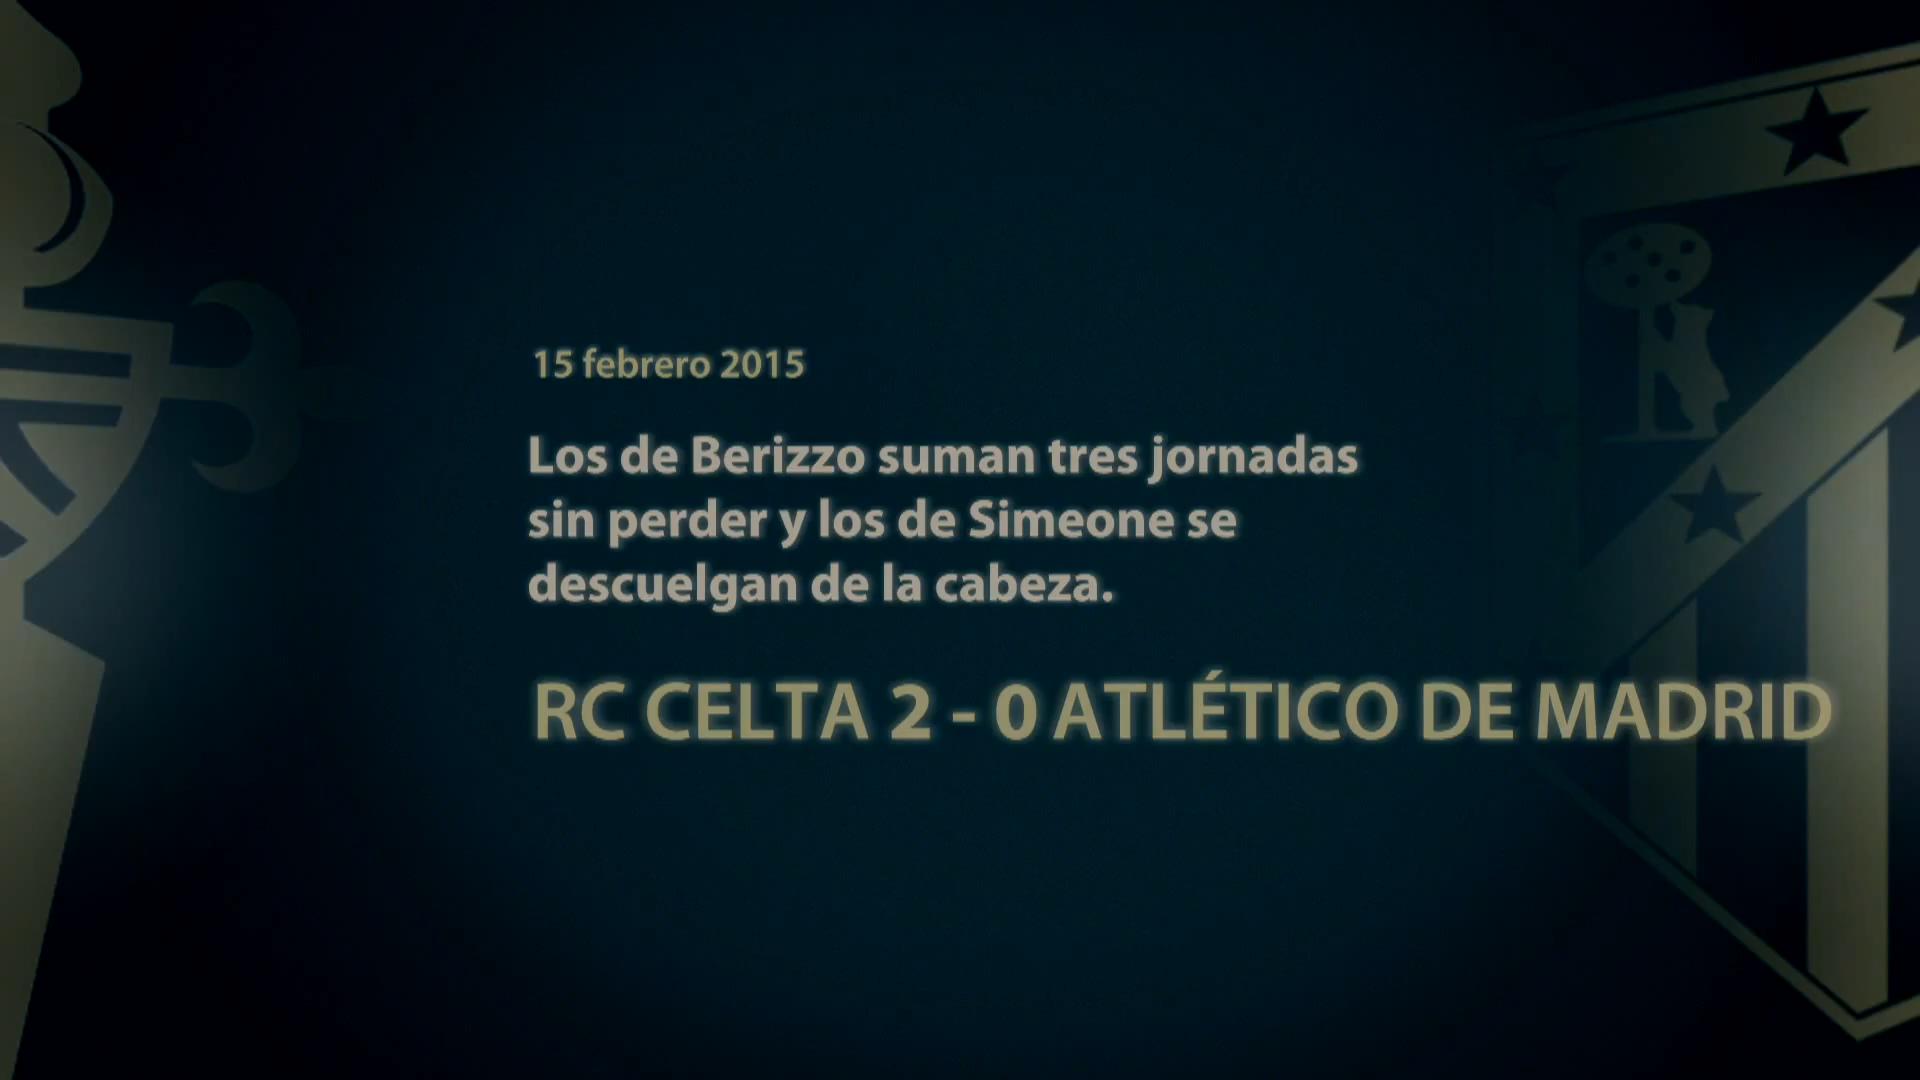 15 febrero 2015
Los de Berizzo suman tres jornadas
sin perder y los de Simeone se
descuelgan de la cabeza.
RC CELTA 2 - 0 ATLÉTICO DE MADRID